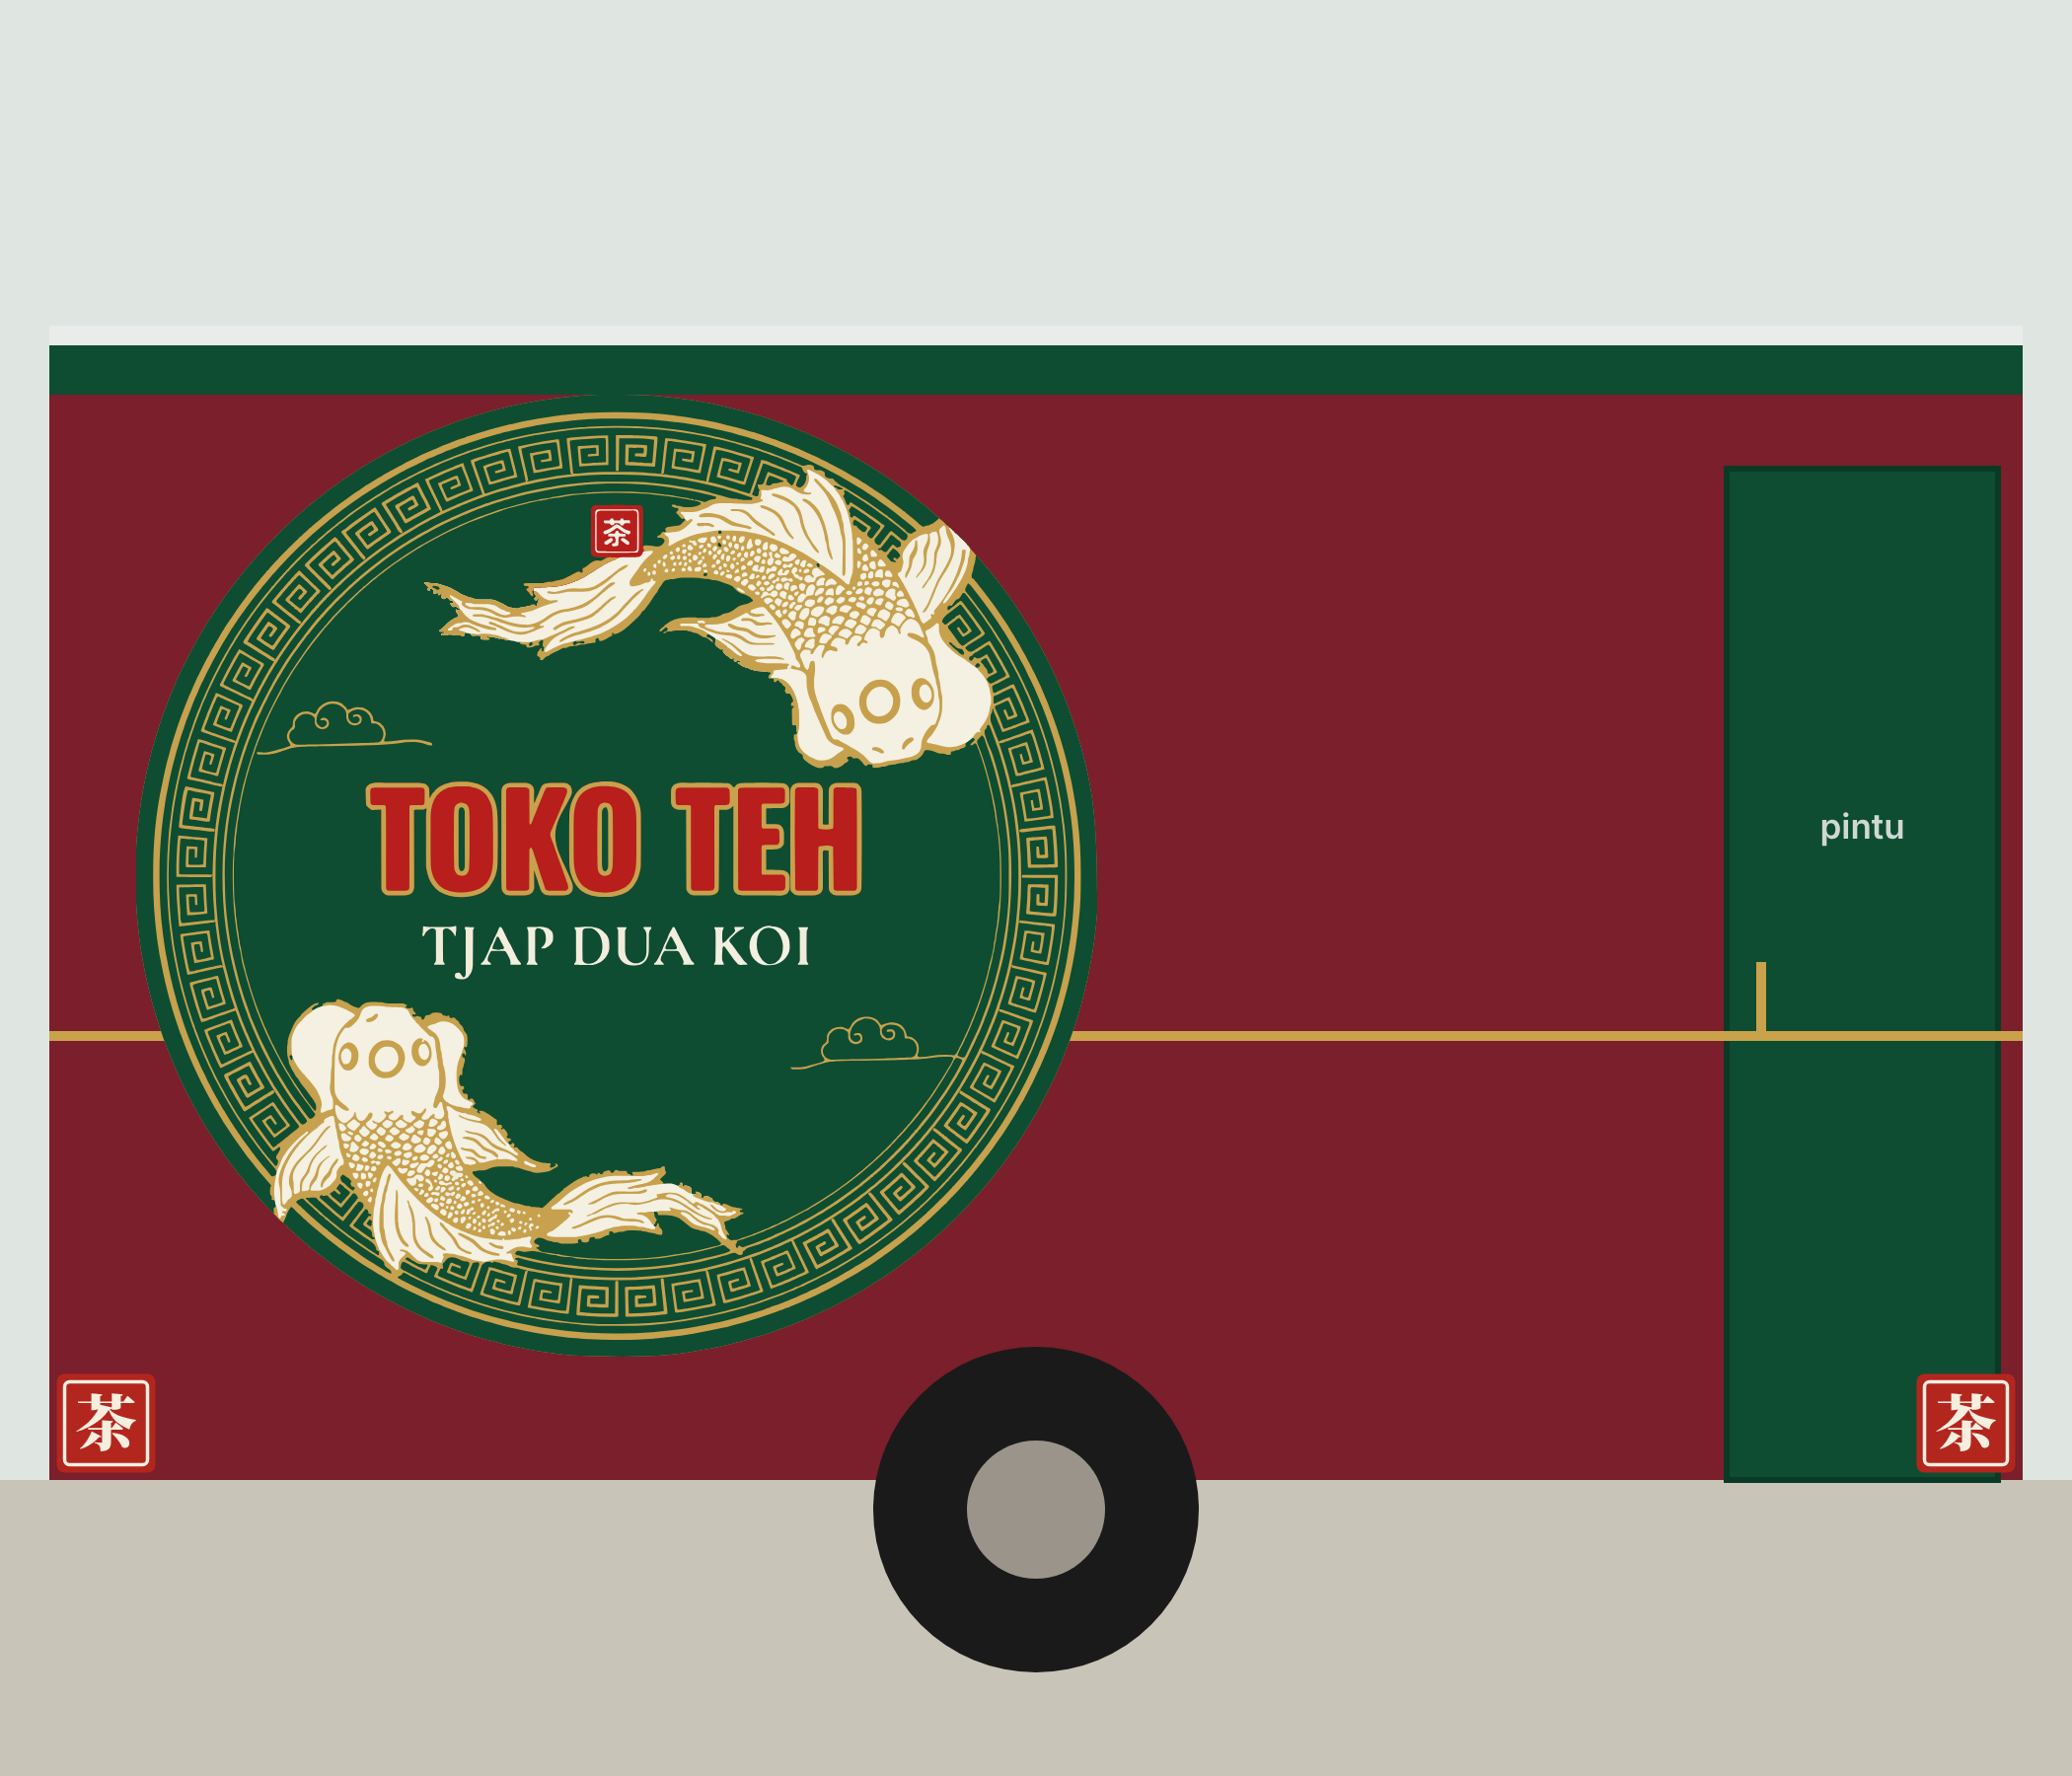 茶
TOKO TEH
TJAP DUA KOI
pintu
茶
茶